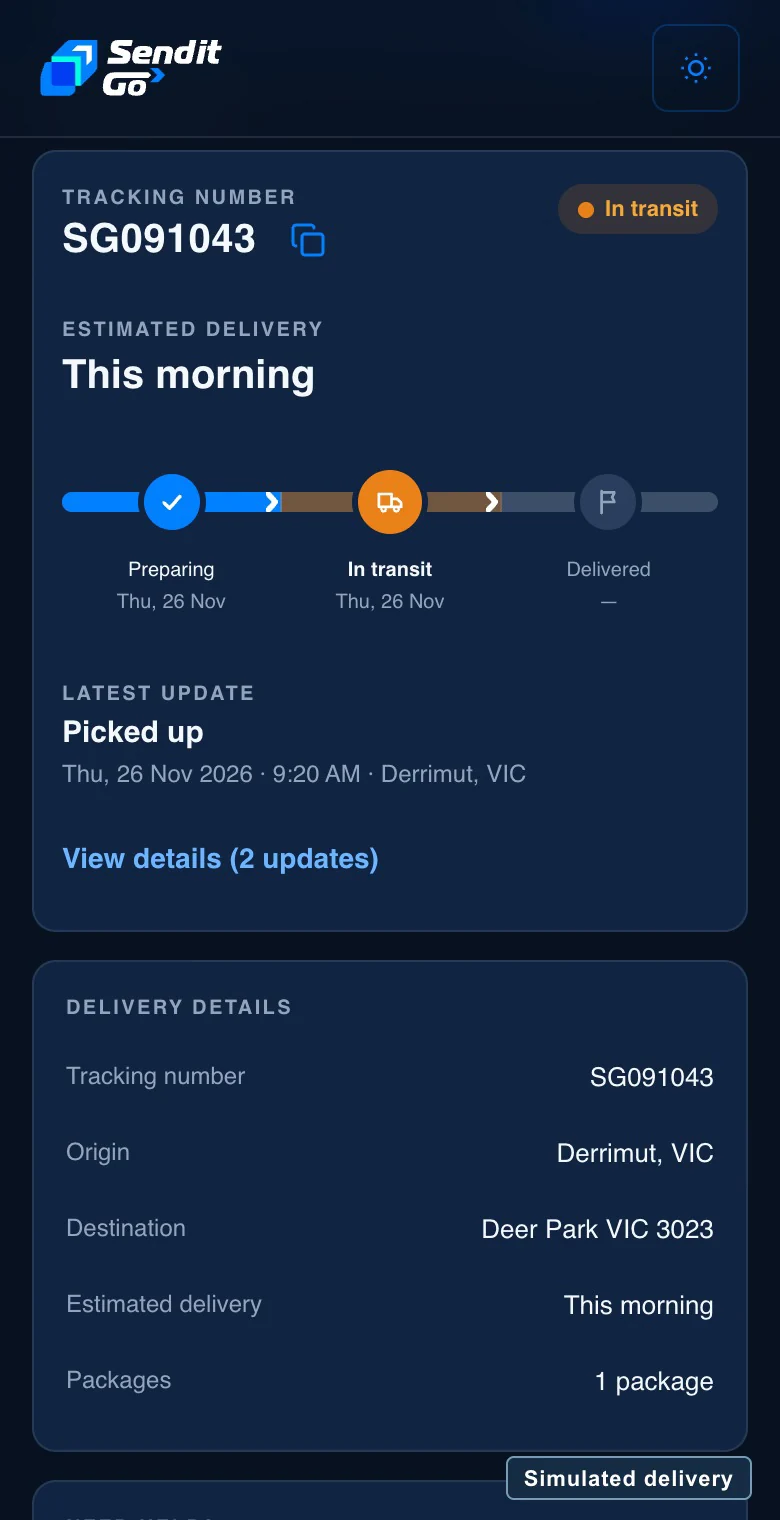 Sendit
Go
TRACKING NUMBER
SG091043
In transit
ESTIMATED DELIVERY
This morning
Preparing
Thu, 26 Nov
In transit
Thu, 26 Nov
Delivered
—
LATEST UPDATE
Picked up
Thu, 26 Nov 2026 · 9:20 AM · Derrimut, VIC
View details (2 updates)
DELIVERY DETAILS
Tracking number SG091043
Origin Derrimut, VIC
Destination Deer Park VIC 3023
Estimated delivery This morning
Packages 1 package
Simulated delivery